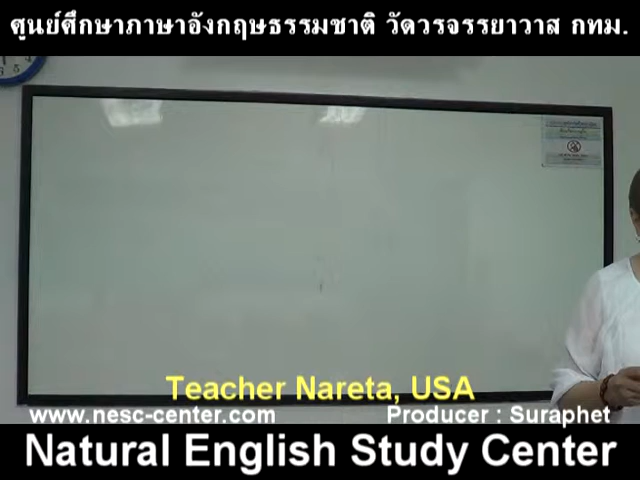 ศูนย์ศึกษาภาษาอังกฤษธรรมชาติ วัดวรจรรยาวาส กทม.
Teacher Nareta, USA
www.nesc-center.com
Producer : Suraphet
Natural English Study Center